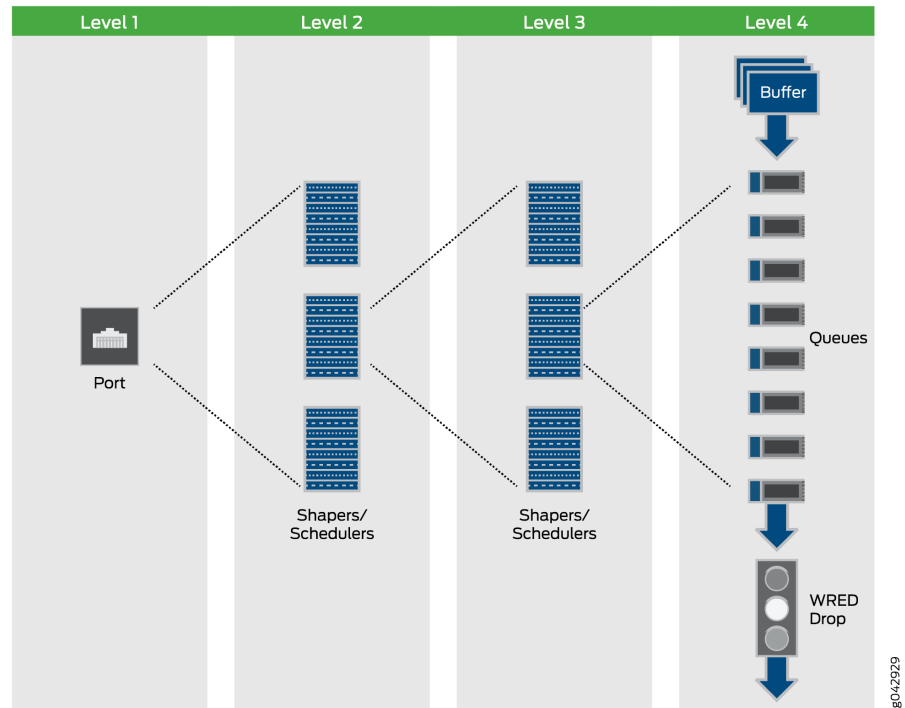 Level 1
Level 2
Level 3
Level 4
Buffer
Queues
Port
Shapers/
Schedulers
Shapers/
Schedulers
WRED
Drop
g042929